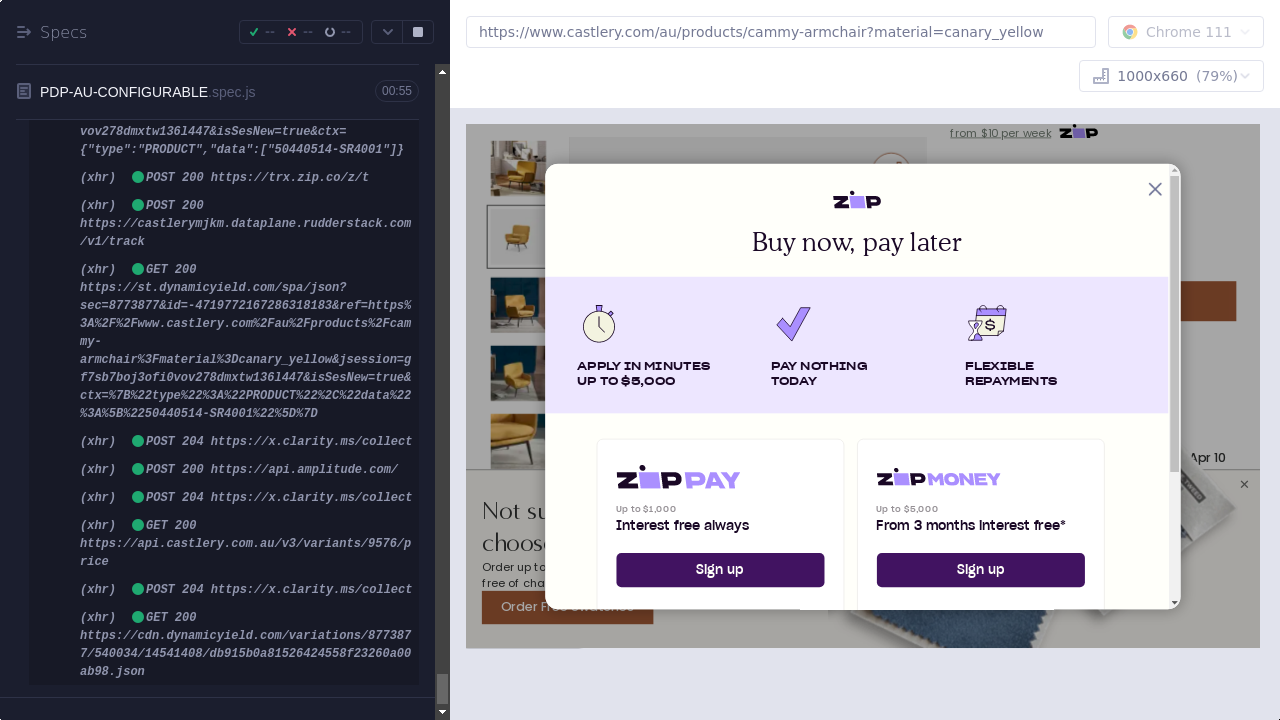 Specs
--
--
--
PDP-AU-CONFIGURABLE.spec.js
00:55
vov278dmxtw136l447&isSesNew=true&ctx=
{"type":"PRODUCT","data":["50440514-SR4001"]}
(xhr) POST 200 https://trx.zip.co/z/t
(xhr) POST 200
https://castlerymjkm.dataplane.rudderstack.com
/v1/track
(xhr) GET 200
https://st.dynamicyield.com/spa/json?
sec=8773877&id=-4719772167286318183&ref=https%
3A%2F%2Fwww.castlery.com%2Fau%2Fproducts%2Fcam
my-
armchair%3Fmaterial%3Dcanary_yellow&jsession=g
f7sb7boj3ofi0vov278dmxtw136l447&isSesNew=true&
ctx=%7B%22type%22%3A%22PRODUCT%22%2C%22data%22
%3A%5B%2250440514-SR4001%22%5D%7D
(xhr) POST 204 https://x.clarity.ms/collect
(xhr) POST 200 https://api.amplitude.com/
(xhr) POST 204 https://x.clarity.ms/collect
(xhr) GET 200
https://api.castlery.com.au/v3/variants/9576/p
rice
(xhr) POST 204 https://x.clarity.ms/collect
(xhr) GET 200
https://cdn.dynamicyield.com/variations/877387
7/540034/14541408/db915b0a81526424558f23260a00
ab98.json
https://www.castlery.com/au/products/cammy-armchair?material=canary_yellow
Chrome 111
1000x660 (79%)
from $10 per week
ZIP
ZIP
Buy now, pay later
APPLY IN MINUTES
UP TO $5,000
PAY NOTHING
TODAY
FLEXIBLE
REPAYMENTS
ZIP PAY
Up to $1,000
Interest free always
Sign up
ZIP MONEY
Up to $5,000
From 3 months interest free*
Sign up
Apr 10
Not su
choose
Order up to
free of cha
Order Free Swatches